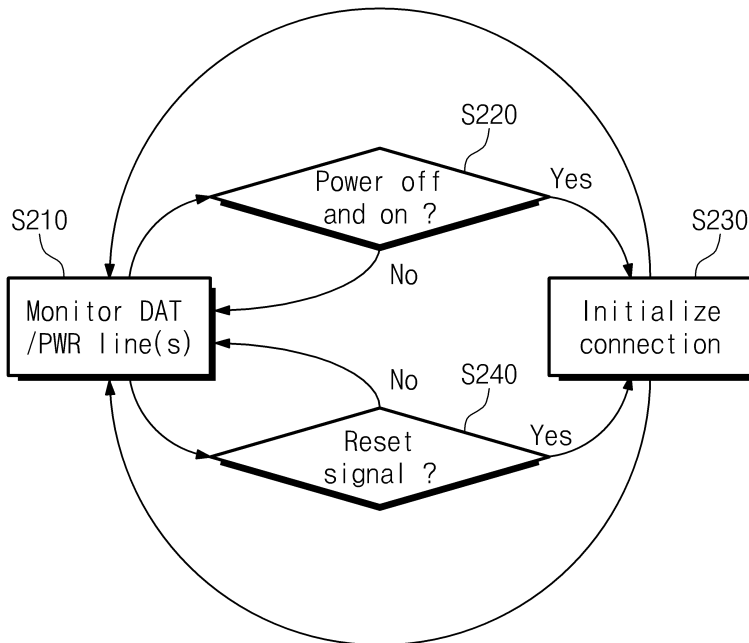 S220
Power off
and on ?
Yes
S210
S230
No
Monitor DAT
/PWR line(s)
Initialize
connection
No
S240
Reset
signal ?
Yes